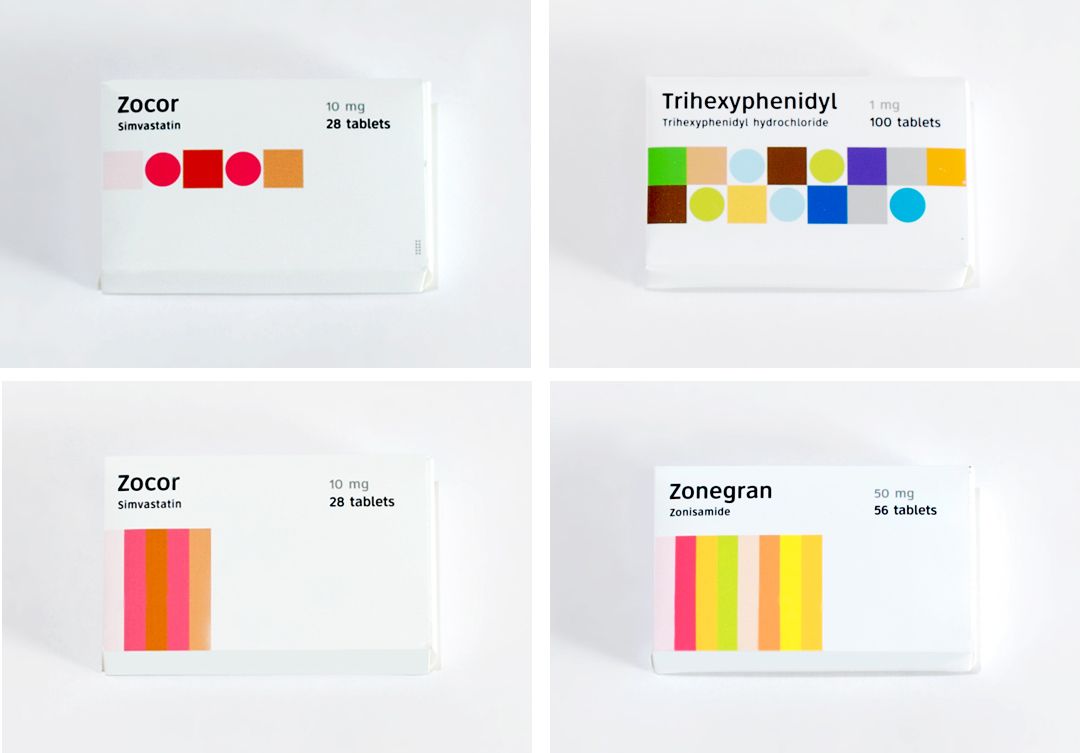 Zocor
Simvastatin
10 mg
28 tablets
Trihexyphenidyl
Trihexyphenidyl hydrochloride
1 mg
100 tablets
Zocor
Simvastatin
10 mg
28 tablets
Zonegran
Zonisamide
50 mg
56 tablets